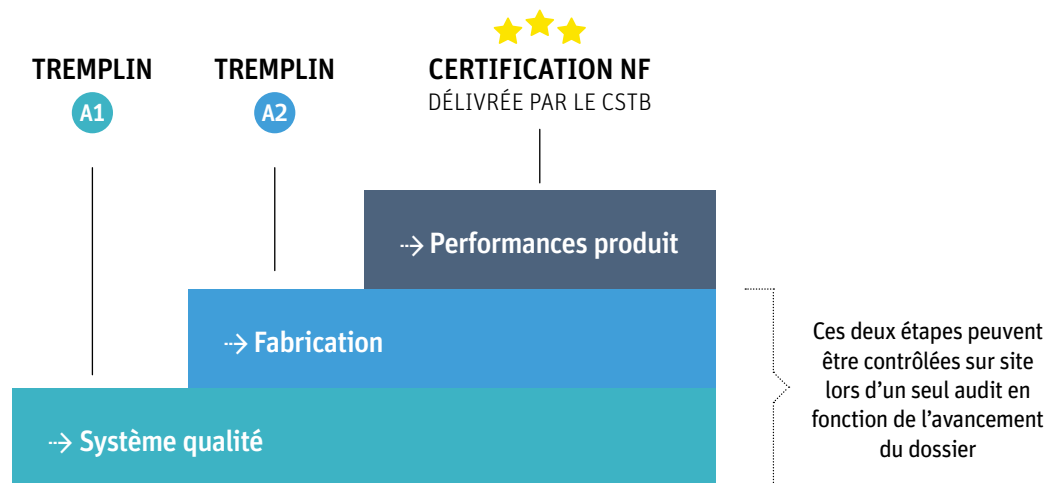 TREMPLIN
A1
TREMPLIN
A2
CERTIFICATION NF
DÉLIVRÉE PAR LE CSTB
Performances produit
Fabrication
Système qualité
Ces deux étapes peuvent
être contrôlées sur site
lors d’un seul audit en
fonction de l’avancement
du dossier